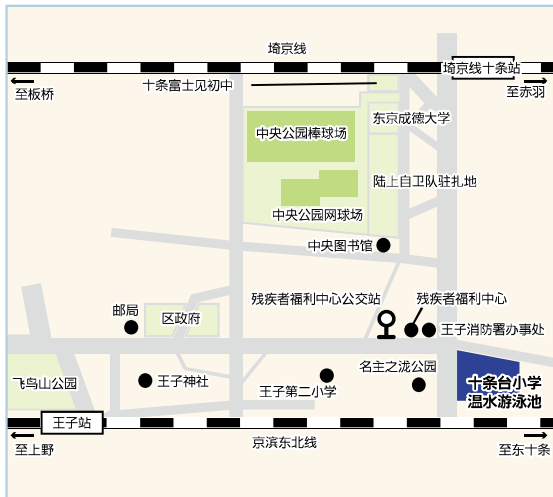 埼京线
埼京线十条站
至板桥
十条富士见初中
至赤羽
中央公园棒球场
东京成德大学
陆上自卫队驻扎地
中央公园网球场
中央图书馆
残疾者福利中心公交站
残疾者福利中心
邮局
区政府
王子消防署办事处
名主之泷公园
飞鸟山公园
王子神社
王子第二小学
十条台小学
温水游泳池
王子站
京滨东北线
至上野
至东十条